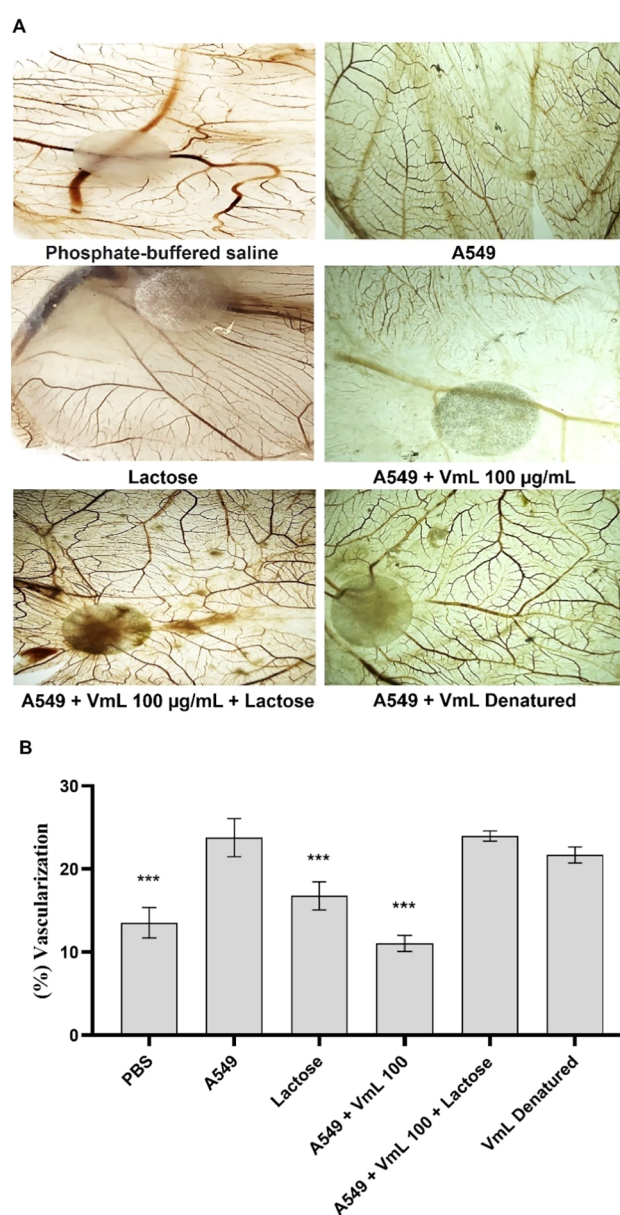 A
Phosphate-buffered saline
A549
Lactose
A549 + VmL 100 µg/mL
A549 + VmL 100 µg/mL + Lactose
A549 + VmL Denatured
B
(%) Vascularization
30
20
10
0
***
***
***
PBS
A549
Lactose
A549 + VmL 100
A549 + VmL 100 + Lactose
VmL Denatured